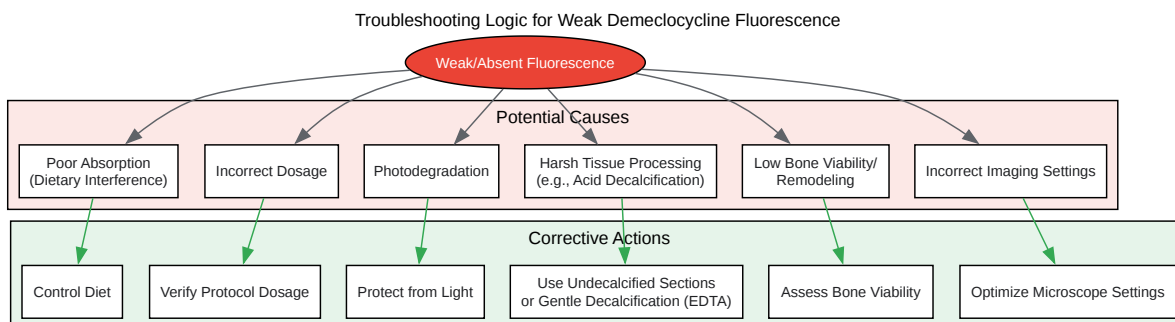 Troubleshooting Logic for Weak Demeclocycline Fluorescence
Weak/Absent Fluorescence
Potential Causes
Poor Absorption
(Dietary Interference)
Incorrect Dosage
Photodegradation
Harsh Tissue Processing
(e.g., Acid Decalcification)
Low Bone Viability/
Remodeling
Incorrect Imaging Settings
Corrective Actions
Control Diet
Verify Protocol Dosage
Protect from Light
Use Undecalcified Sections
or Gentle Decalcification (EDTA)
Assess Bone Viability
Optimize Microscope Settings